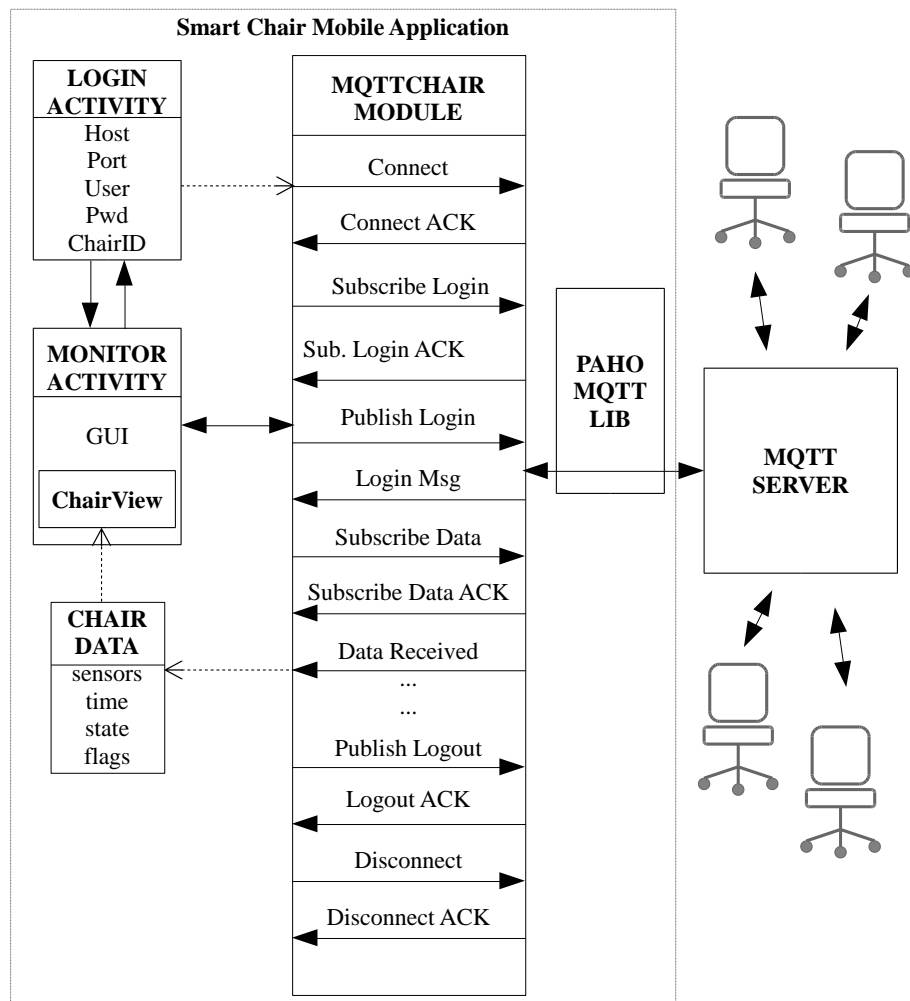 Smart Chair Mobile Application
LOGIN
ACTIVITY
Host
Port
User
Pwd
ChairID
MONITOR
ACTIVITY
GUI
ChairView
CHAIR
DATA
sensors
time
state
flags
MQTTCHAIR
MODULE
Connect
Connect ACK
Subscribe Login
Sub. Login ACK
Publish Login
Login Msg
Subscribe Data
Subscribe Data ACK
Data Received
...
...
Publish Logout
Logout ACK
Disconnect
Disconnect ACK
PAHO
MQTT
LIB
MQTT
SERVER